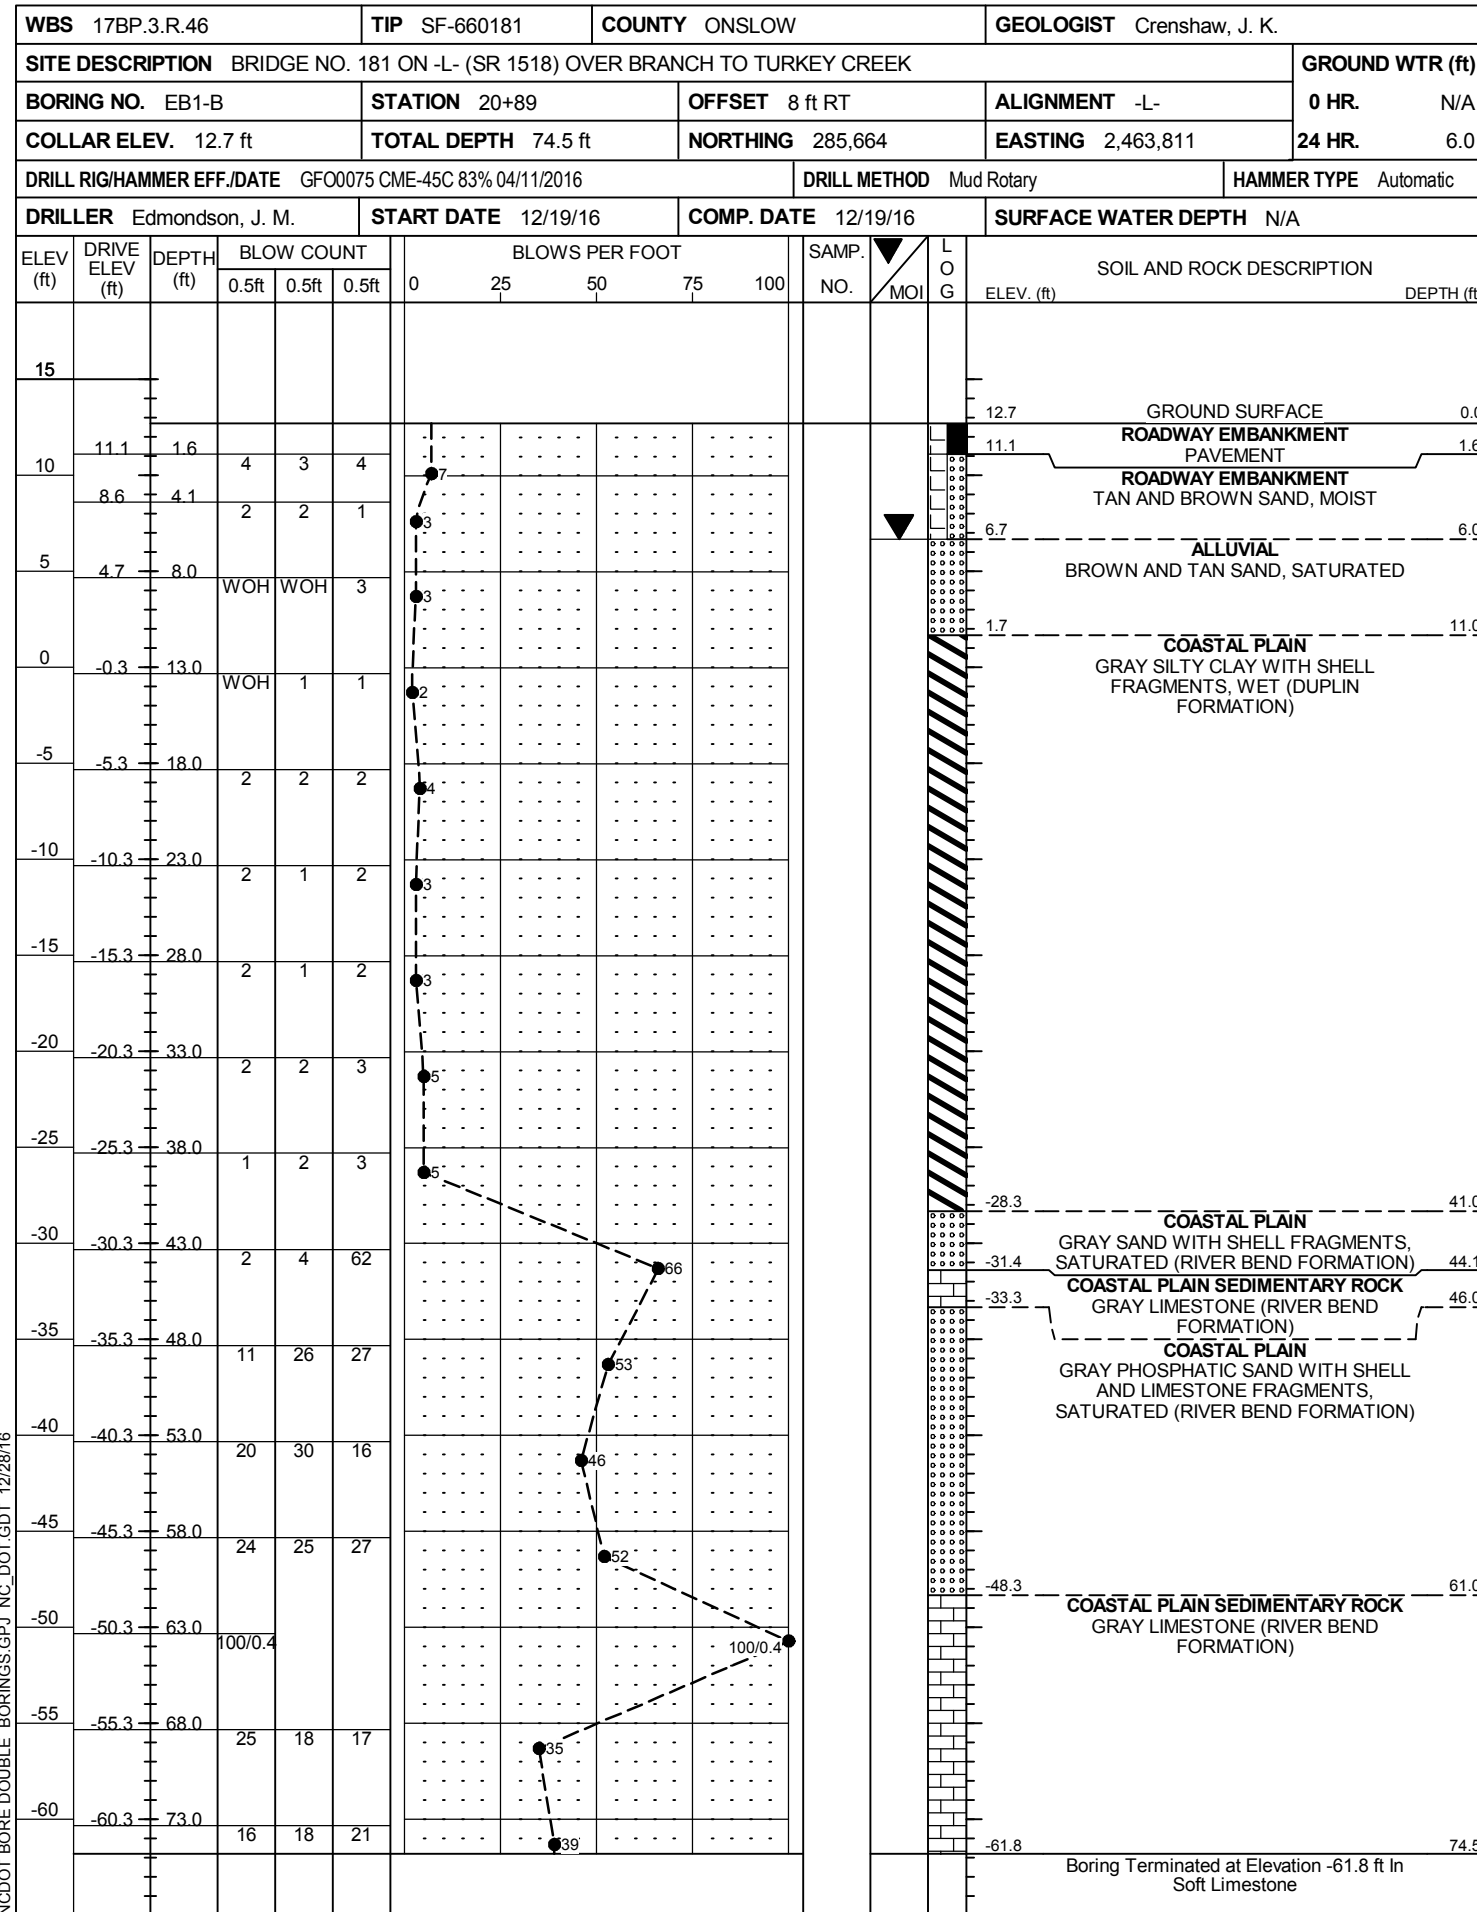 WBS 17BP.3.R.46 TIP SF-660181 COUNTY ONSLOW GEOLOGIST Crenshaw, J. K.
SITE DESCRIPTION BRIDGE NO. 181 ON -L- (SR 1518) OVER BRANCH TO TURKEY CREEK GROUND WTR (ft)
BORING NO. EB1-B STATION 20+89 OFFSET 8 ft RT ALIGNMENT -L- 0 HR. N/A
COLLAR ELEV. 12.7 ft TOTAL DEPTH 74.5 ft NORTHING 285,664 EASTING 2,463,811 24 HR. 6.0
DRILL RIG/HAMMER EFF./DATE GFO0075 CME-45C 83% 04/11/2016 DRILL METHOD Mud Rotary HAMMER TYPE Automatic
DRILLER Edmondson, J. M. START DATE 12/19/16 COMP. DATE 12/19/16 SURFACE WATER DEPTH N/A
ELEV (ft) DRIVE ELEV (ft) DEPTH (ft) BLOW COUNT BLOWS PER FOOT SAMP. NO. MOI LOG SOIL AND ROCK DESCRIPTION
0.5ft 0.5ft 0.5ft 0 25 50 75 100 ELEV. (ft) DEPTH (ft
15
12.7 GROUND SURFACE 0.0
ROADWAY EMBANKMENT
11.1 1.6 11.1 PAVEMENT 1.6
10 4 3 4 7
ROADWAY EMBANKMENT
8.6 4.1 TAN AND BROWN SAND, MOIST
2 2 1 3
6.7 6.0
ALLUVIAL
5 4.7 8.0 BROWN AND TAN SAND, SATURATED
WOH WOH 3 3
1.7 11.0
COASTAL PLAIN
0 -0.3 13.0 GRAY SILTY CLAY WITH SHELL
WOH 1 1 2 FRAGMENTS, WET (DUPLIN
FORMATION)
-5 -5.3 18.0
2 2 2 4
-10 -10.3 23.0
2 1 2 3
-15 -15.3 28.0
2 1 2 3
-20 -20.3 33.0
2 2 3 5
-25 -25.3 38.0
1 2 3 5
-28.3 41.0
COASTAL PLAIN
-30 -30.3 43.0 GRAY SAND WITH SHELL FRAGMENTS,
2 4 62 66 -31.4 SATURATED (RIVER BEND FORMATION) 44.1
COASTAL PLAIN SEDIMENTARY ROCK
-33.3 GRAY LIMESTONE (RIVER BEND 46.0
FORMATION)
-35 -35.3 48.0
11 26 27 53 COASTAL PLAIN
GRAY PHOSPHATIC SAND WITH SHELL
AND LIMESTONE FRAGMENTS,
SATURATED (RIVER BEND FORMATION)
-40 -40.3 53.0
20 30 16 46
-45 -45.3 58.0
24 25 27 52
-48.3 61.0
COASTAL PLAIN SEDIMENTARY ROCK
-50 -50.3 63.0 GRAY LIMESTONE (RIVER BEND
100/0.4 100/0.4 FORMATION)
-55 -55.3 68.0
25 18 17 35
-60 -60.3 73.0
16 18 21 39
-61.8 74.5
Boring Terminated at Elevation -61.8 ft In
Soft Limestone
NCDOT BORE DOUBLE BORINGS.GPJ NC_DOT.GDT 12/28/16